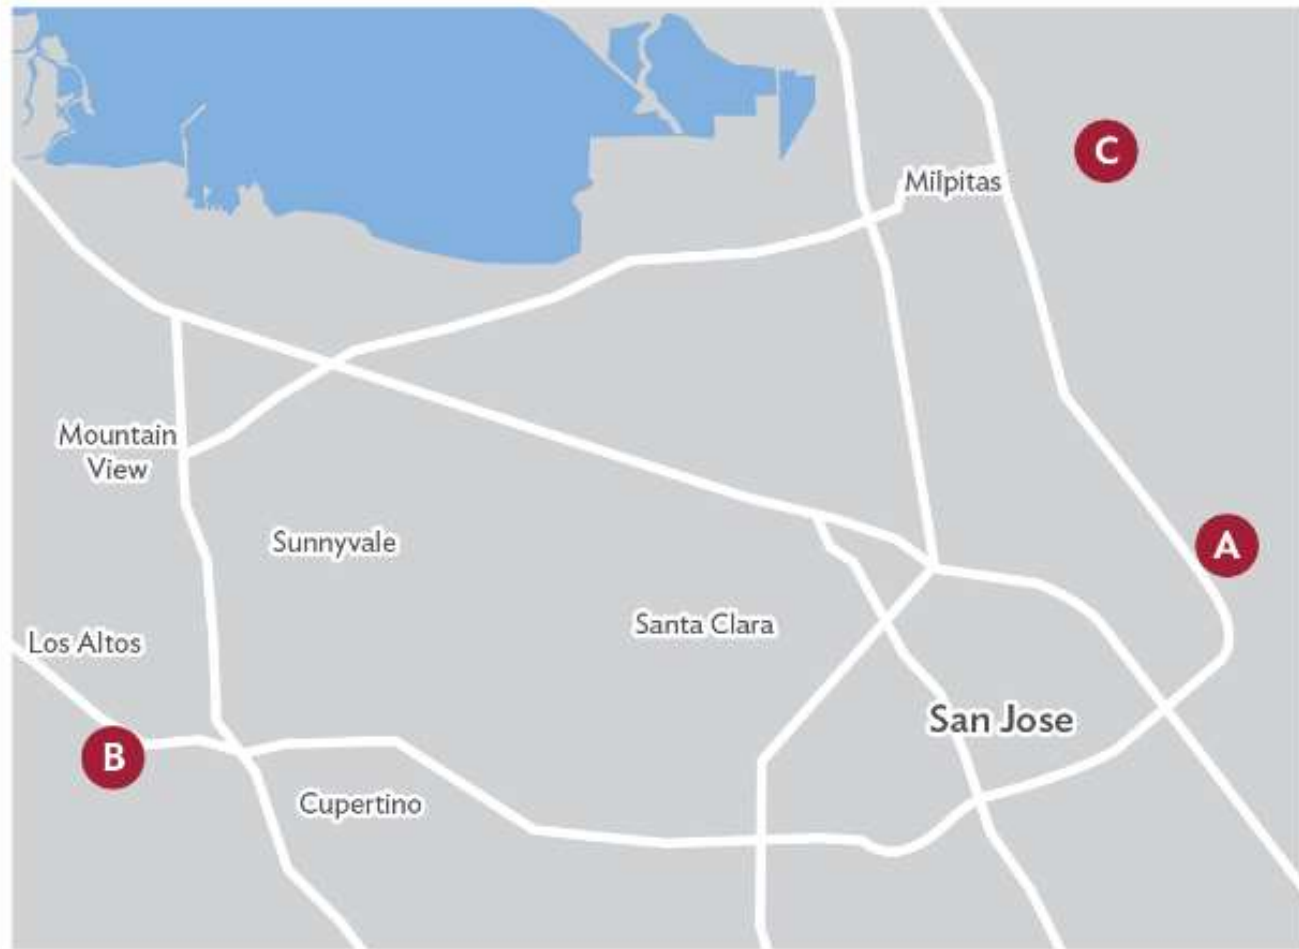 C
Milpitas
Mountain
View
Sunnyvale
A
Santa Clara
Los Altos
San Jose
B
Cupertino